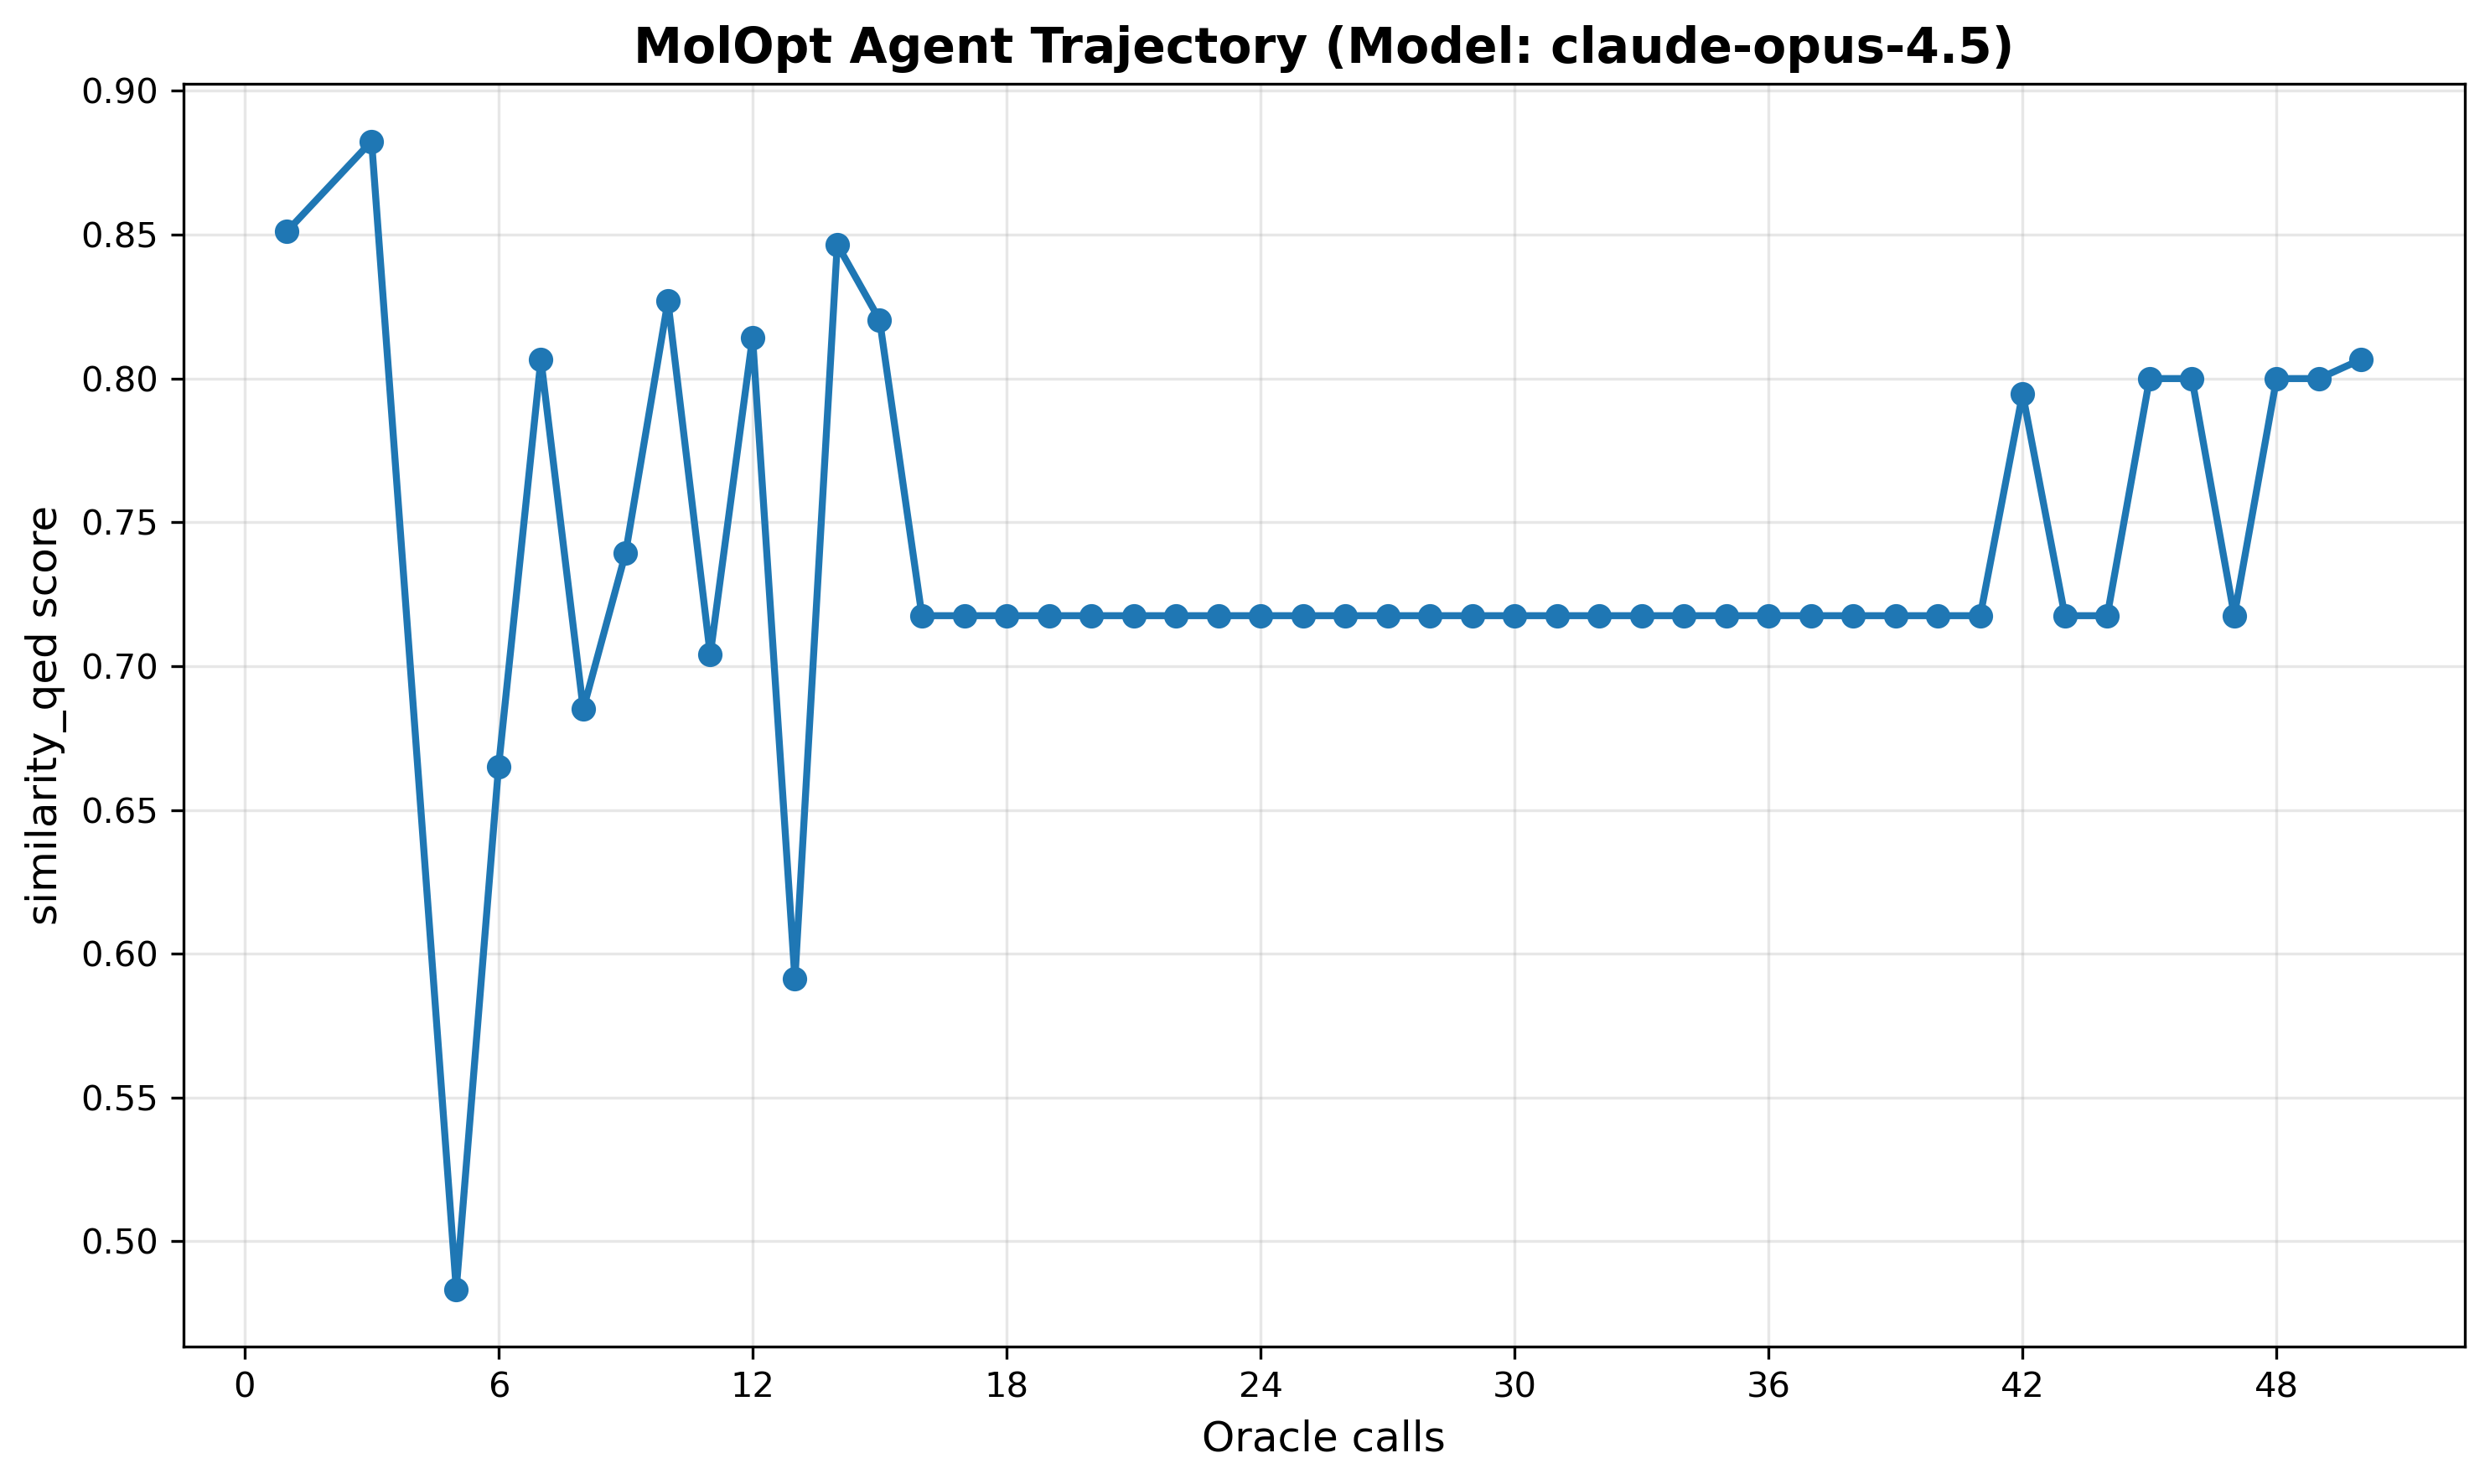 MolOpt Agent Trajectory (Model: claude-opus-4.5)
similarity_qed score
0.90
0.85
0.80
0.75
0.70
0.65
0.60
0.55
0.50
0 6 12 18 24 30 36 42 48
Oracle calls